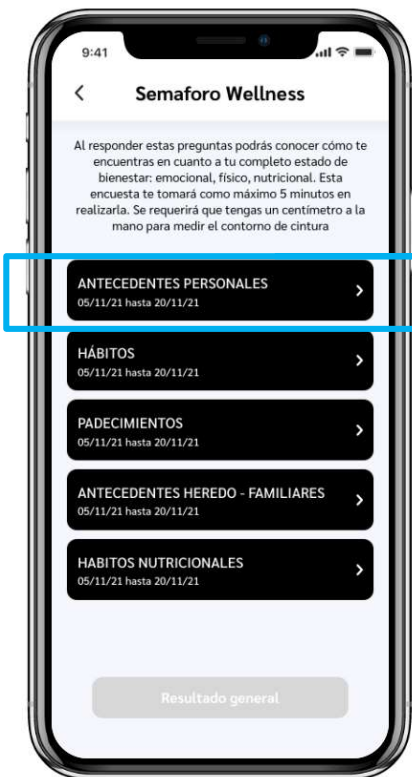 9:41
Semaforo Wellness
Al responder estas preguntas podrás conocer cómo te
encuentras en cuanto a tu completo estado de
bienestar: emocional, físico, nutricional. Esta
encuesta te tomará como máximo 5 minutos en
realizarla. Se requerirá que tengas un centímetro a la
mano para medir el contorno de cintura
ANTECEDENTES PERSONALES
05/11/21 hasta 20/11/21
HÁBITOS
05/11/21 hasta 20/11/21
PADECIMIENTOS
05/11/21 hasta 20/11/21
ANTECEDENTES HEREDO - FAMILIARES
05/11/21 hasta 20/11/21
HABITOS NUTRICIONALES
05/11/21 hasta 20/11/21
Resultado general